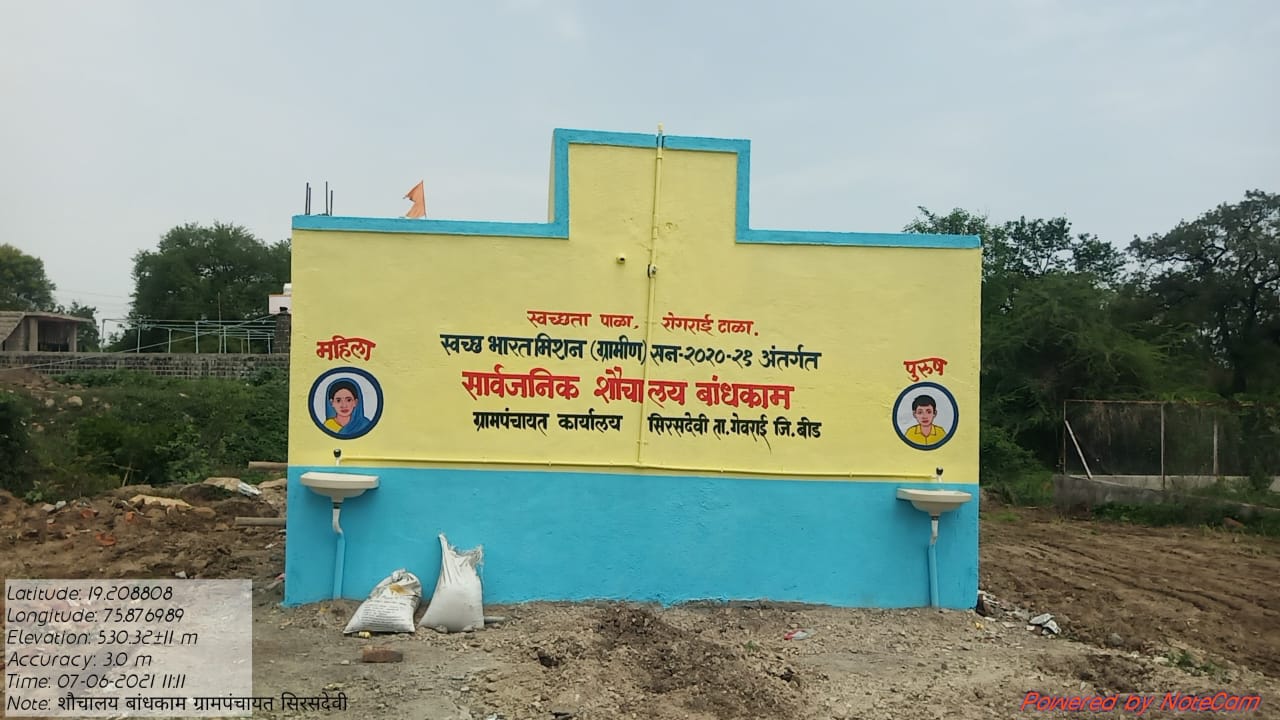 स्वच्छता पाळा, रोगराई टाळा.
स्वच्छ भारत मिशन (ग्रामीण) सन-२०२०-२१ अंतर्गत
महिला
पुरुष
सार्वजनिक शौचालय बांधकाम
ग्रामपंचायत कार्यालय सिरसदेवी ता.गेवराई जि.बीड
Latitude: 19.208808
Longitude: 75.876989
Elevation: 530.32±11 m
Accuracy: 3.0 m
Time: 07-06-2021 11:11
Note: शौचालय बांधकाम ग्रामपंचायत सिरसदेवी
Powered by NoteCam